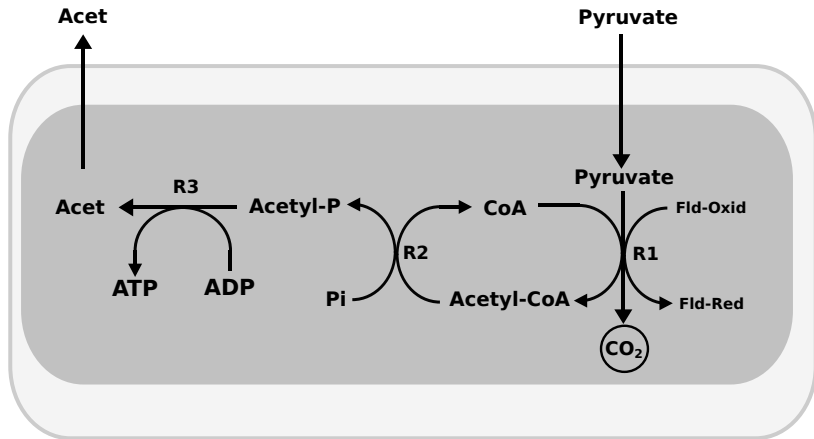 Acet
Pyruvate
Pyruvate
R3
Acet
Acetyl-P
CoA
Fld-Oxid
R2
R1
ATP
ADP
Pi
Acetyl-CoA
Fld-Red
CO₂